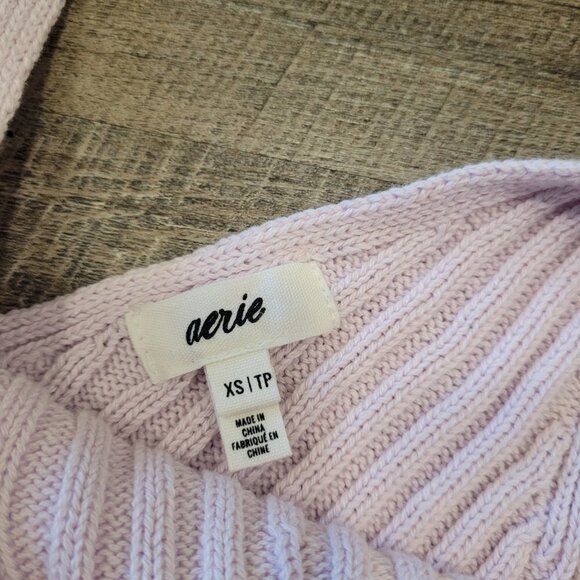 aerie
XS | TP
MADE IN
CHINA
FABRIQUÉ EN
CHINE